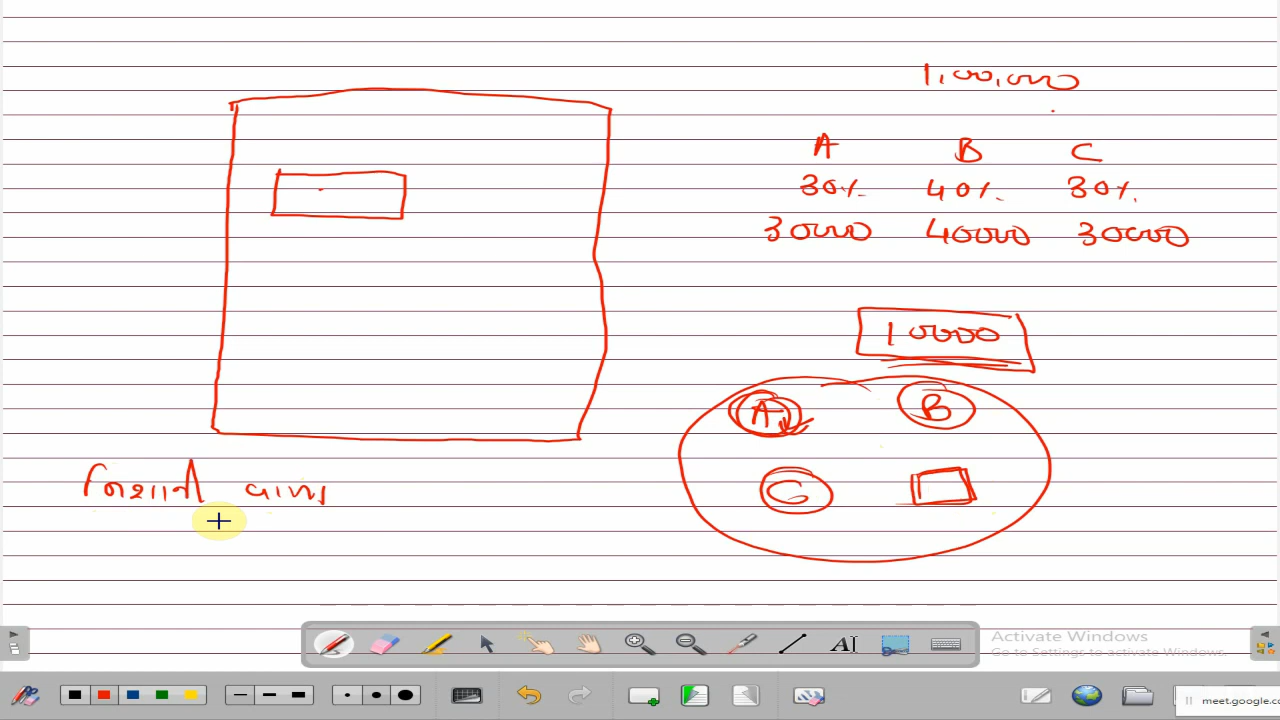 1,00,000
A B C
30% 40% 30%
30000 40000 30000
10000
A B
C
Activate Windows
Go to Settings to activate Windows.
meet.google.co